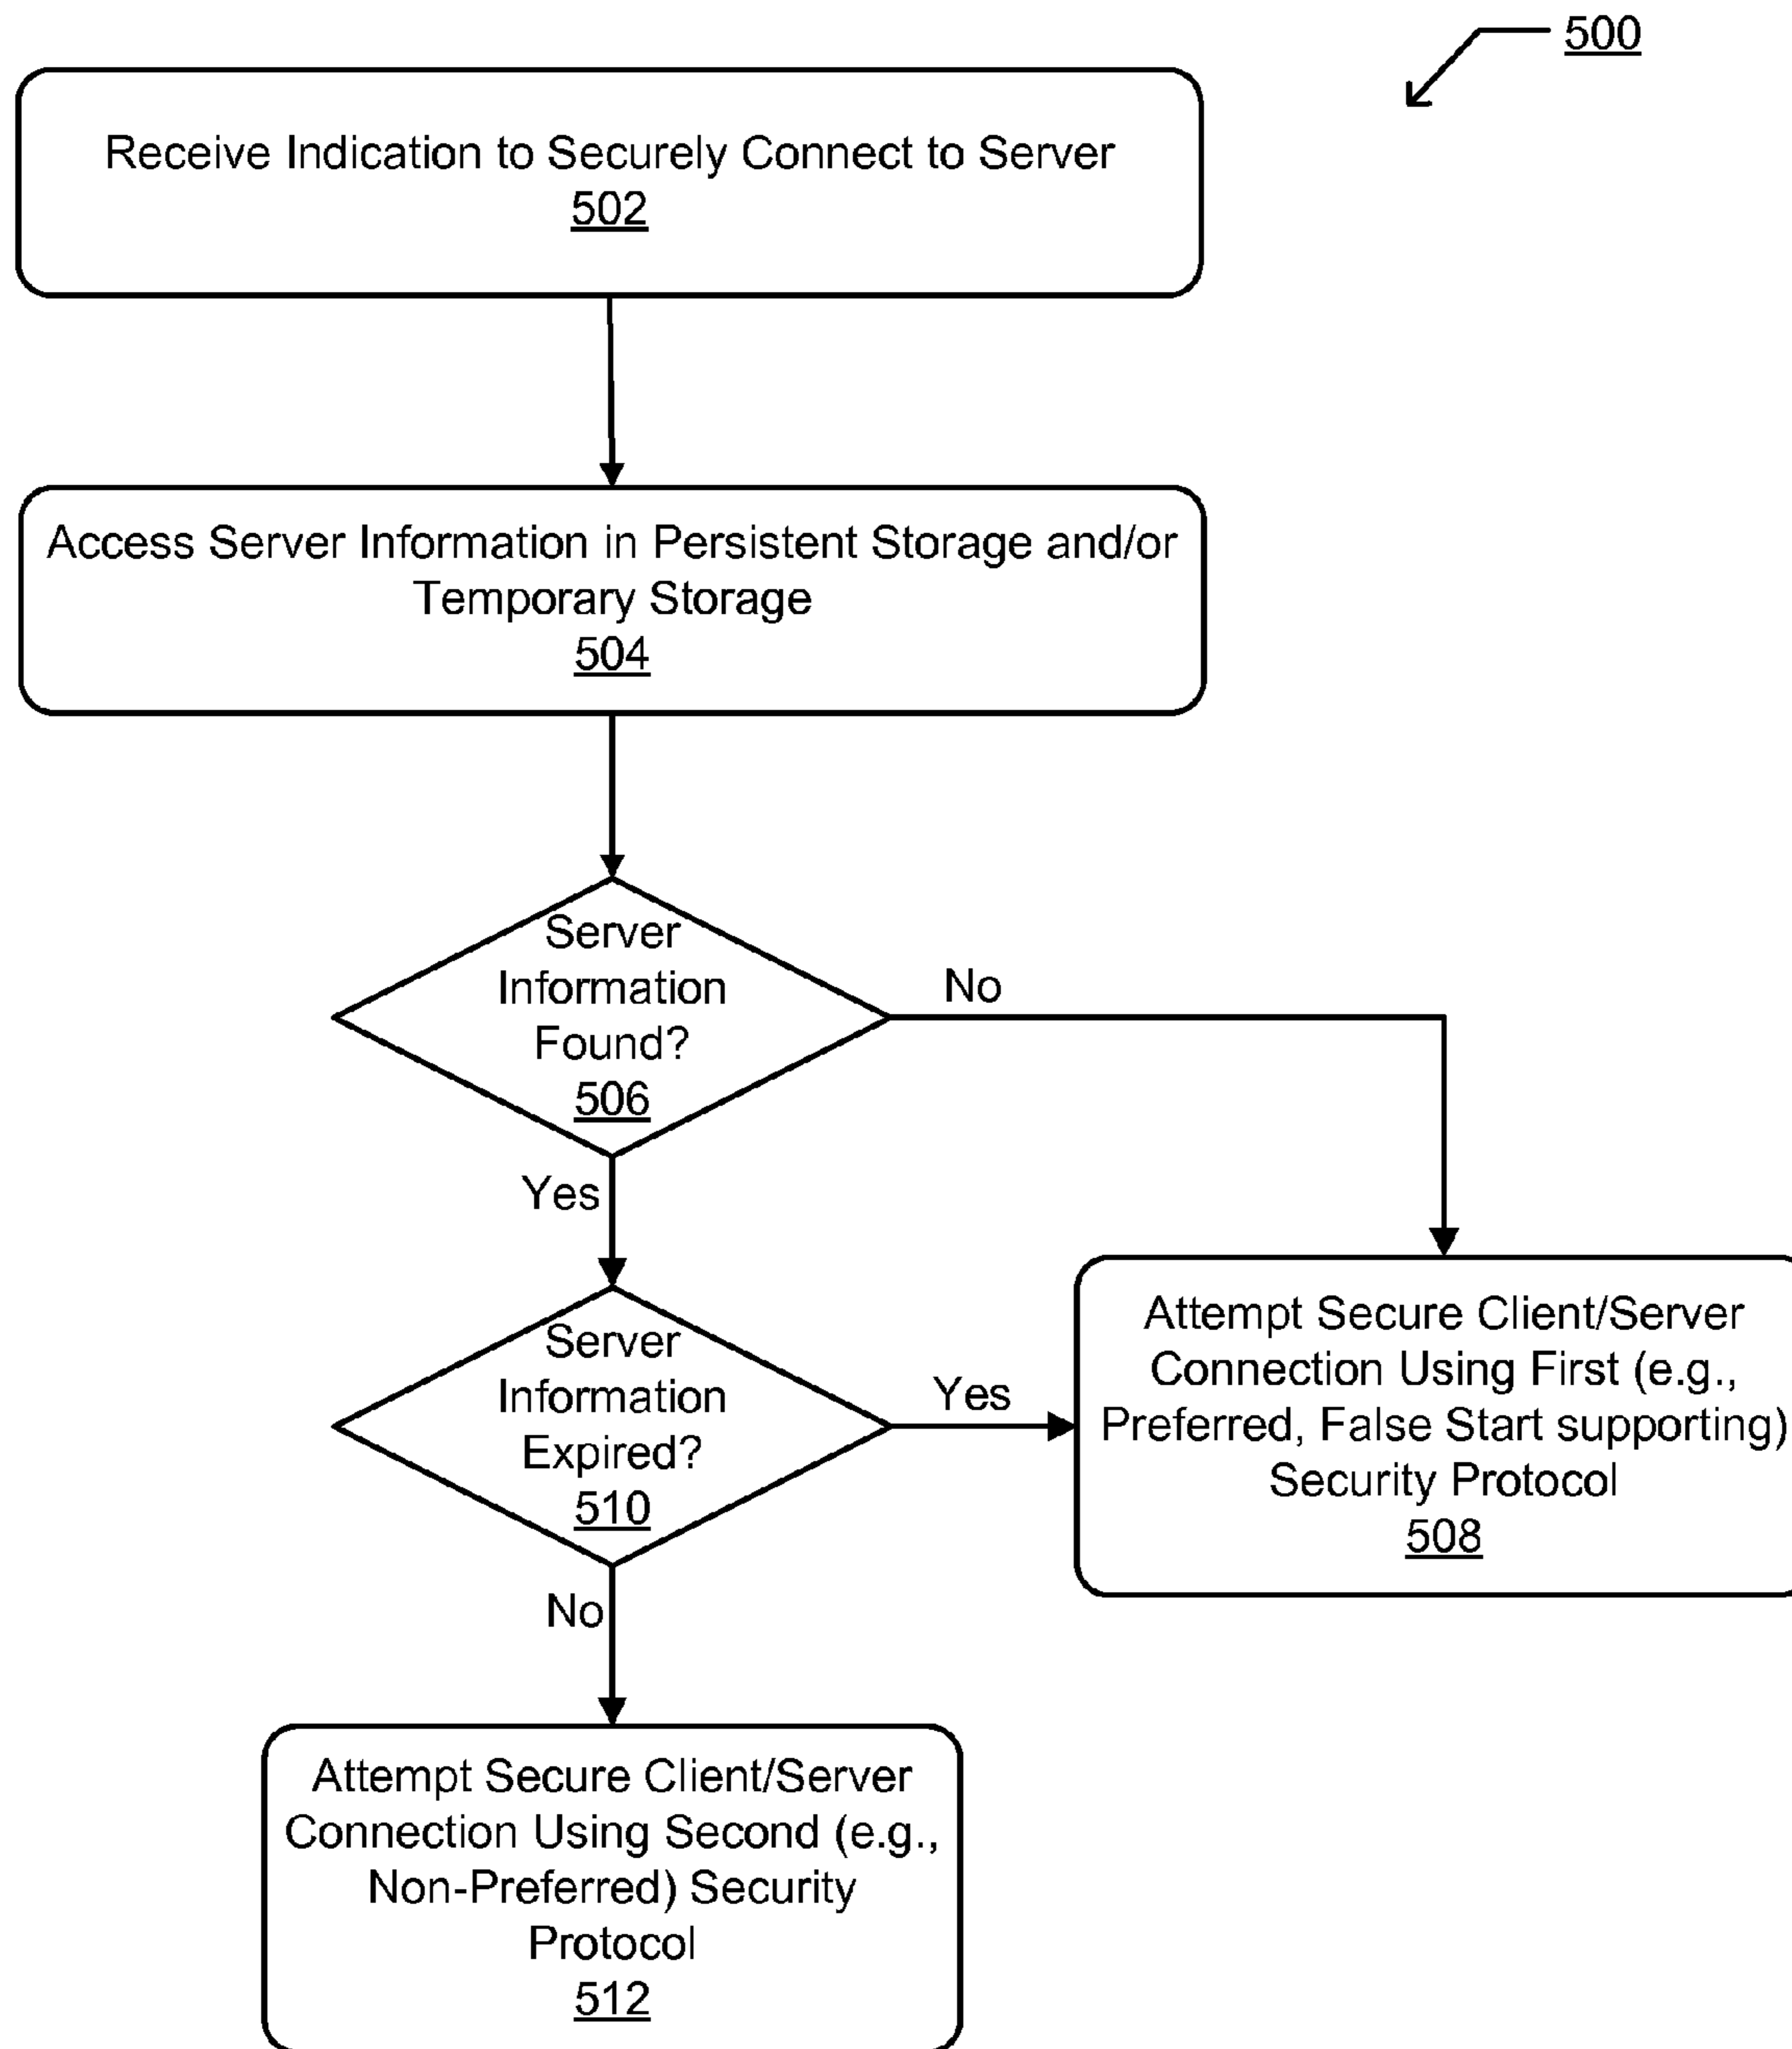 500
Receive Indication to Securely Connect to Server
502
Access Server Information in Persistent Storage and/or
Temporary Storage
504
Server
Information
Found?
506
No
Yes
Server
Information
Expired?
510
Yes
Attempt Secure Client/Server
Connection Using First (e.g.,
Preferred, False Start supporting)
Security Protocol
508
No
Attempt Secure Client/Server
Connection Using Second (e.g.,
Non-Preferred) Security
Protocol
512